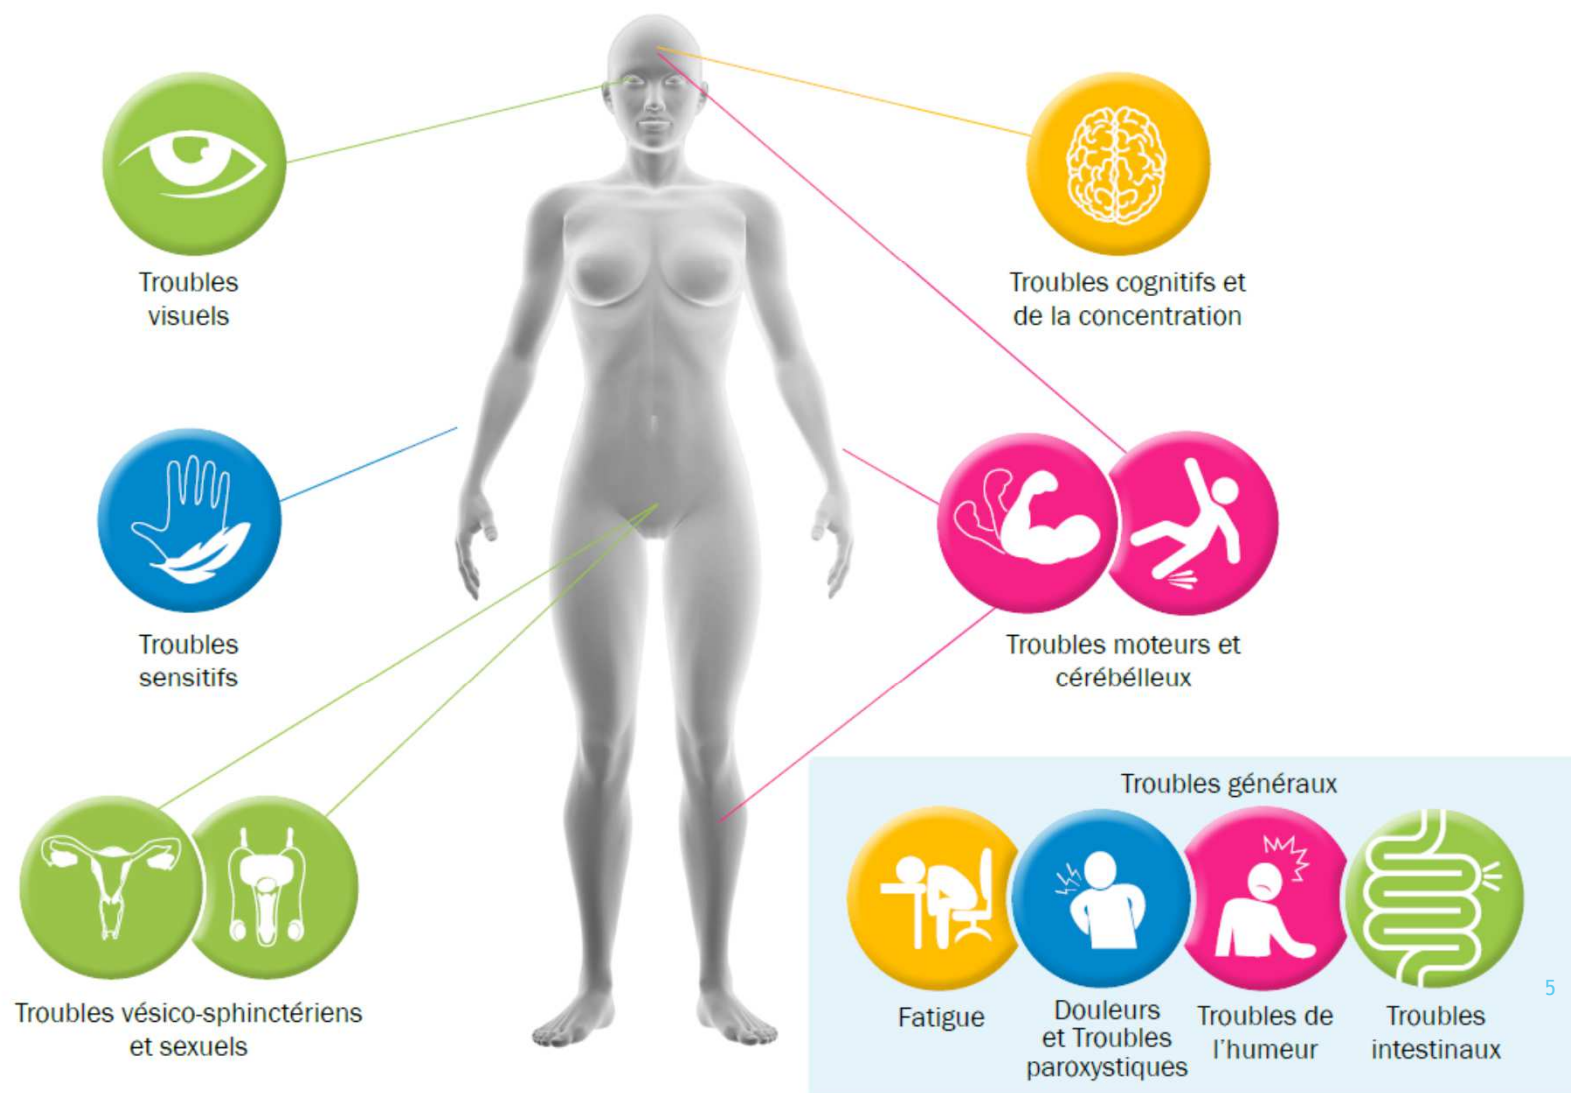 Troubles
visuels
Troubles cognitifs et
de la concentration
Troubles
sensitifs
Troubles moteurs et
cérébélleux
Troubles vésico-sphinctériens
et sexuels
Troubles généraux
Fatigue
Douleurs
et Troubles
paroxystiques
Troubles de
l'humeur
Troubles
intestinaux
5